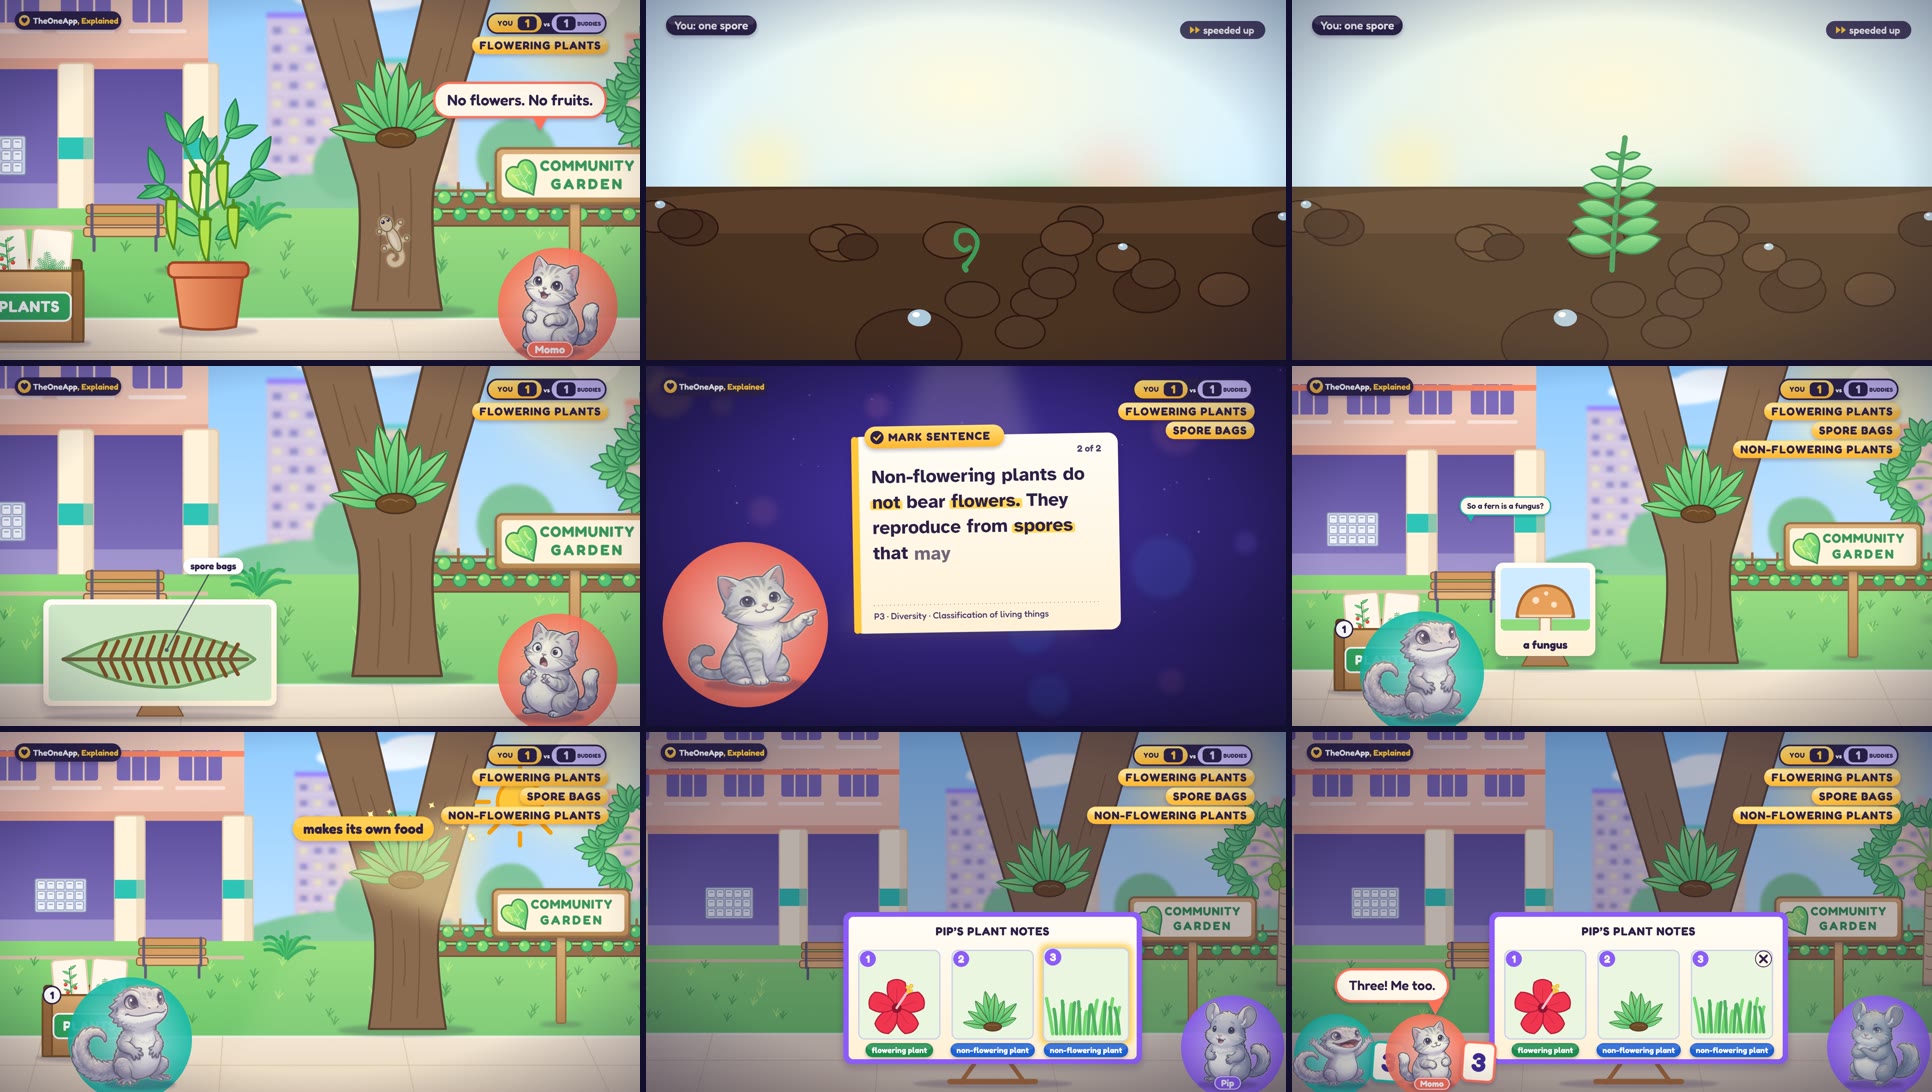 TheOneApp, Explained
YOU 1 vs 1 BUDDIES
FLOWERING PLANTS
No flowers. No fruits.
COMMUNITY
GARDEN
PLANTS
Momo
You: one spore
speeded up
You: one spore
speeded up
TheOneApp, Explained
YOU 1 vs 1 BUDDIES
FLOWERING PLANTS
COMMUNITY
GARDEN
spore bags
TheOneApp, Explained
YOU 1 vs 1 BUDDIES
FLOWERING PLANTS
SPORE BAGS
MARK SENTENCE
2 of 2
Non-flowering plants do
not bear flowers. They
reproduce from spores
that may
P3 · Diversity · Classification of living things
TheOneApp, Explained
YOU 1 vs 1 BUDDIES
FLOWERING PLANTS
SPORE BAGS
NON-FLOWERING PLANTS
So a fern is a fungus?
COMMUNITY
GARDEN
1
a fungus
TheOneApp, Explained
YOU 1 vs 1 BUDDIES
FLOWERING PLANTS
SPORE BAGS
NON-FLOWERING PLANTS
makes its own food
COMMUNITY
GARDEN
1
TheOneApp, Explained
YOU 1 vs 1 BUDDIES
FLOWERING PLANTS
SPORE BAGS
NON-FLOWERING PLANTS
COMMUNITY
GARDEN
PIP'S PLANT NOTES
1 2 3
flowering plant non-flowering plant non-flowering plant
Pip
TheOneApp, Explained
YOU 1 vs 1 BUDDIES
FLOWERING PLANTS
SPORE BAGS
NON-FLOWERING PLANTS
COMMUNITY
GARDEN
PIP'S PLANT NOTES
1 2 3
Three! Me too.
flowering plant non-flowering plant non-flowering plant
3
Momo